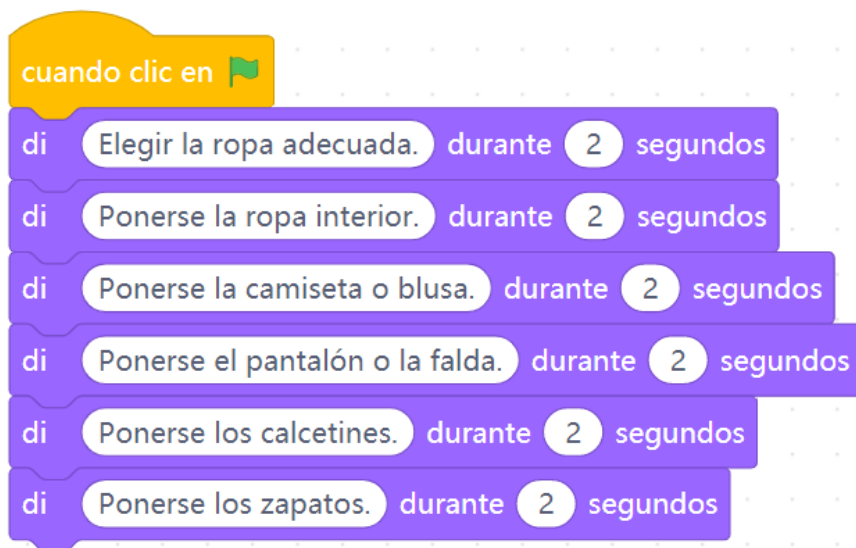 cuando clic en
di Elegir la ropa adecuada. durante 2 segundos
di Ponerse la ropa interior. durante 2 segundos
di Ponerse la camiseta o blusa. durante 2 segundos
di Ponerse el pantalón o la falda. durante 2 segundos
di Ponerse los calcetines. durante 2 segundos
di Ponerse los zapatos. durante 2 segundos